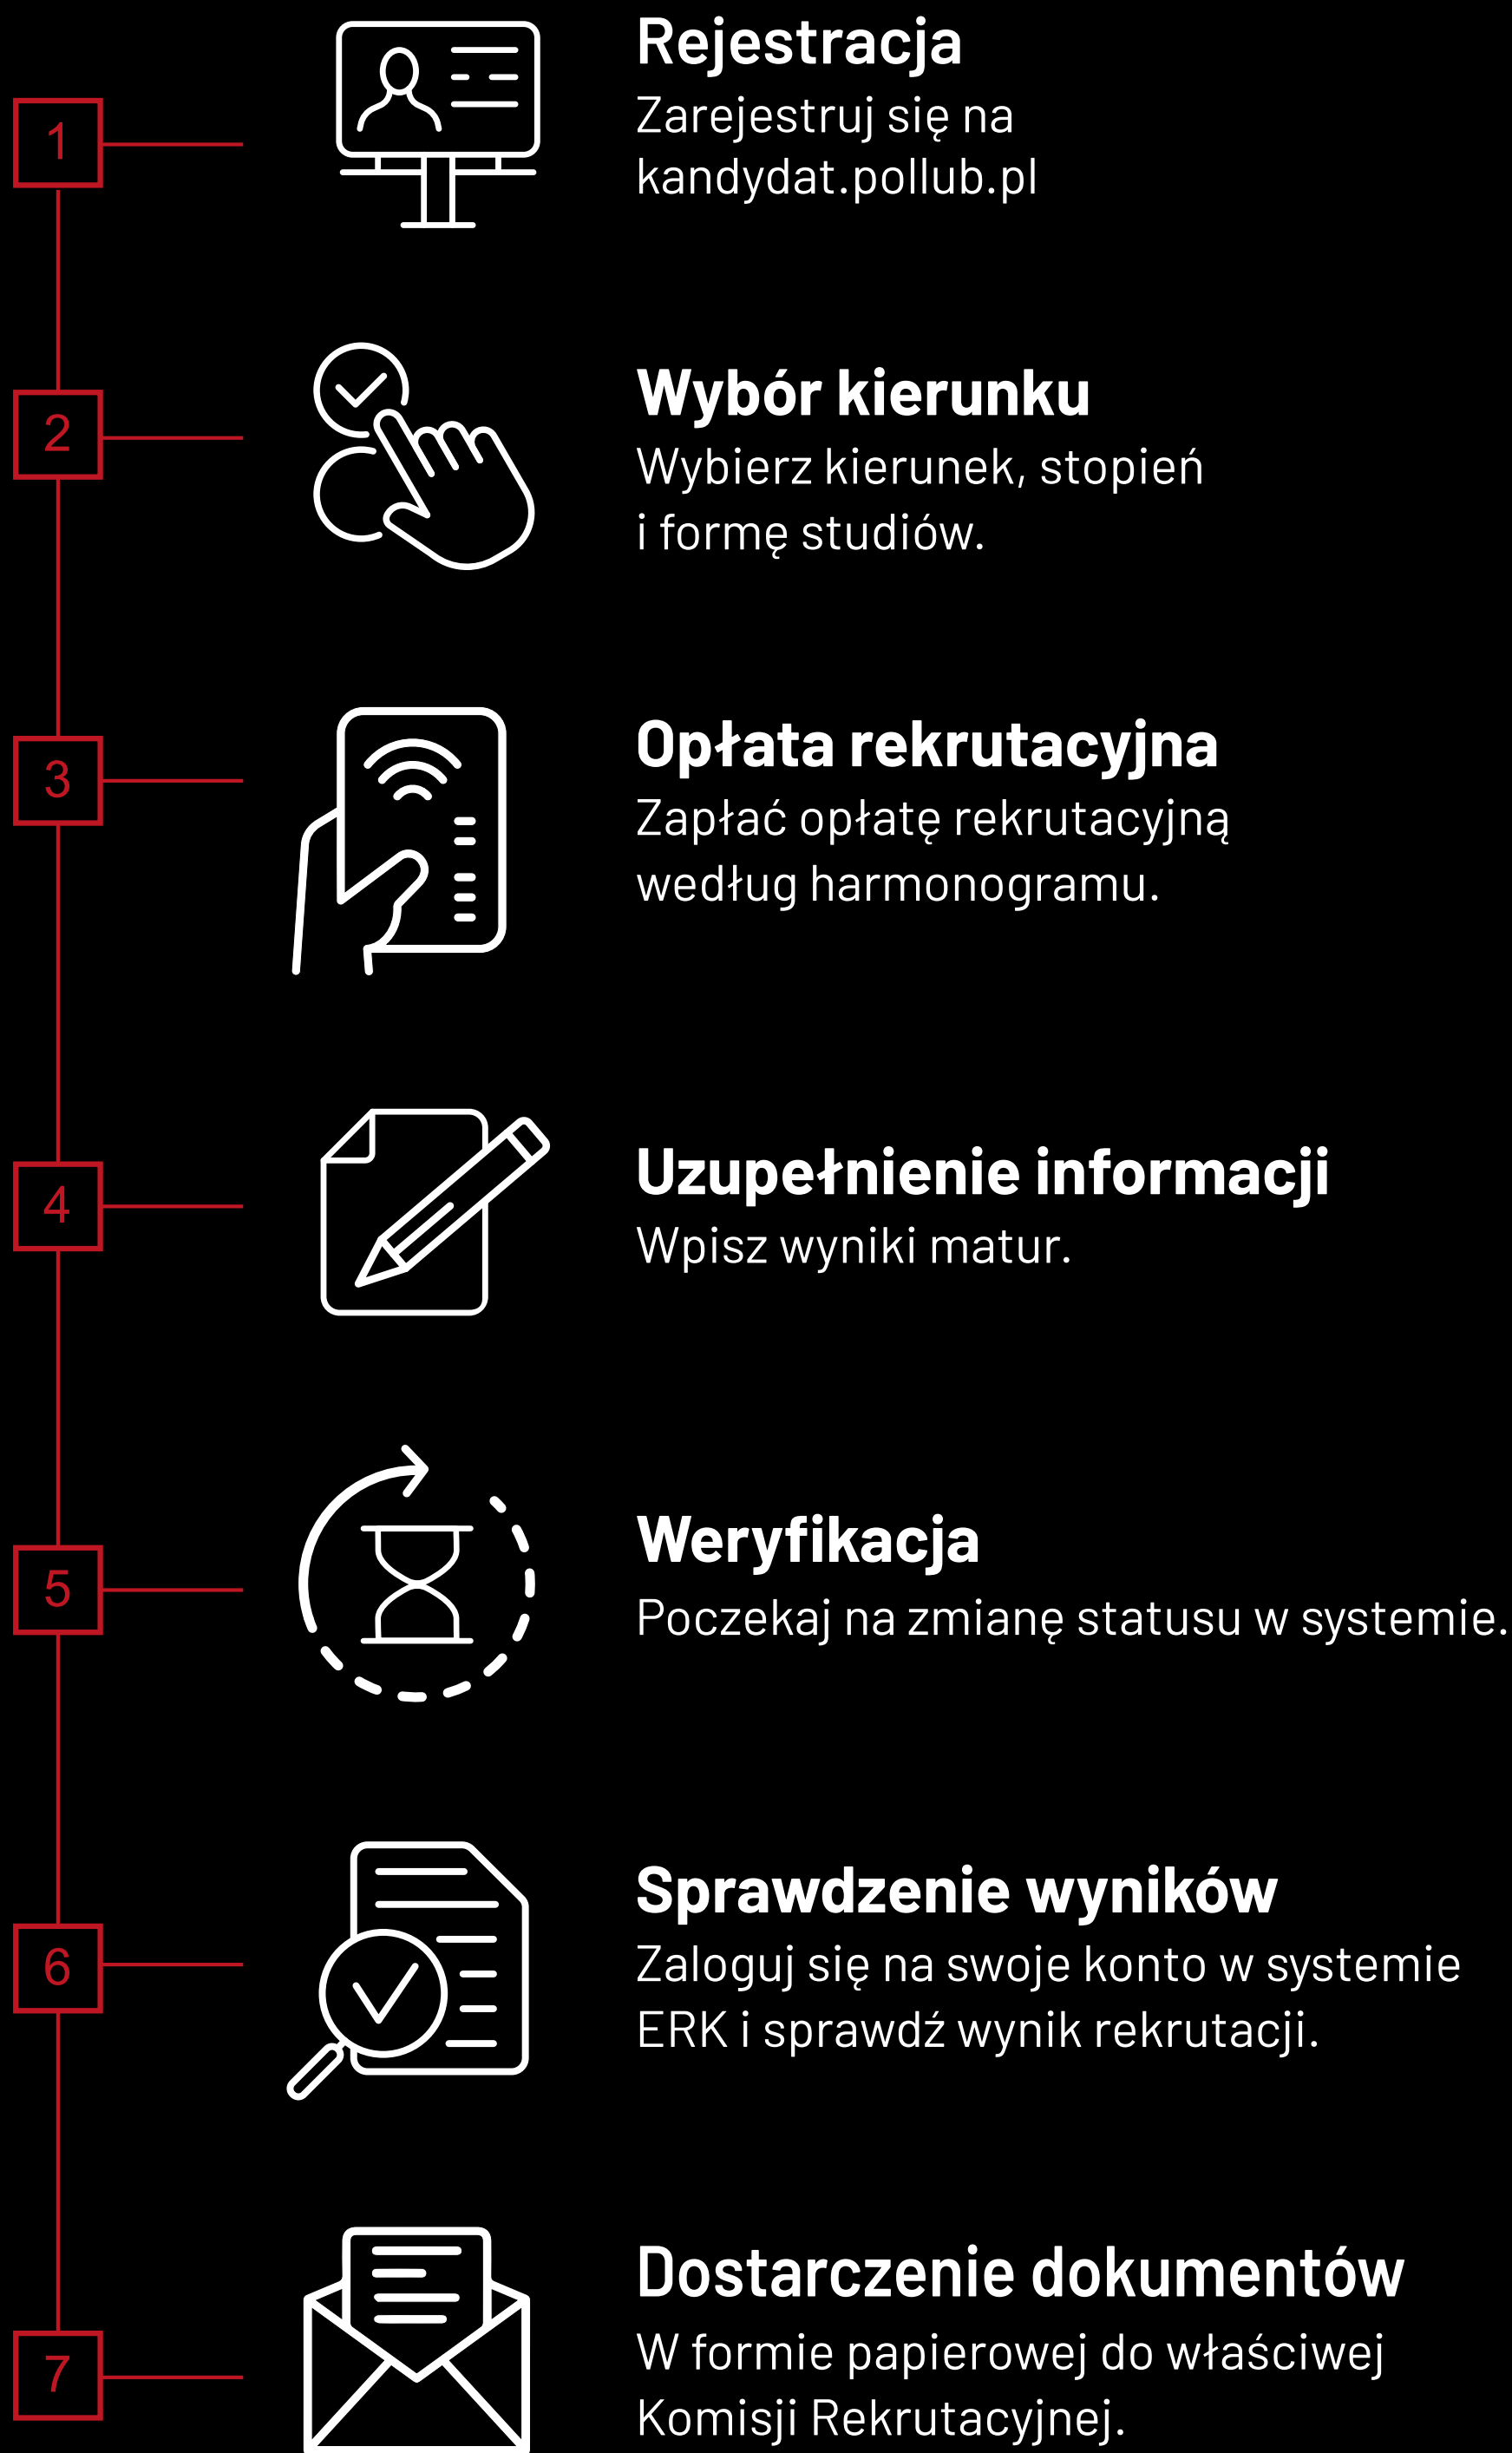 1
Rejestracja
Zarejestruj się na
kandydat.pollub.pl
2
Wybór kierunku
Wybierz kierunek, stopień
i formę studiów.
3
Opłata rekrutacyjna
Zapłać opłatę rekrutacyjną
według harmonogramu.
4
Uzupełnienie informacji
Wpisz wyniki matur.
5
Weryfikacja
Poczekaj na zmianę statusu w systemie.
6
Sprawdzenie wyników
Zaloguj się na swoje konto w systemie
ERK i sprawdź wynik rekrutacji.
7
Dostarczenie dokumentów
W formie papierowej do właściwej
Komisji Rekrutacyjnej.